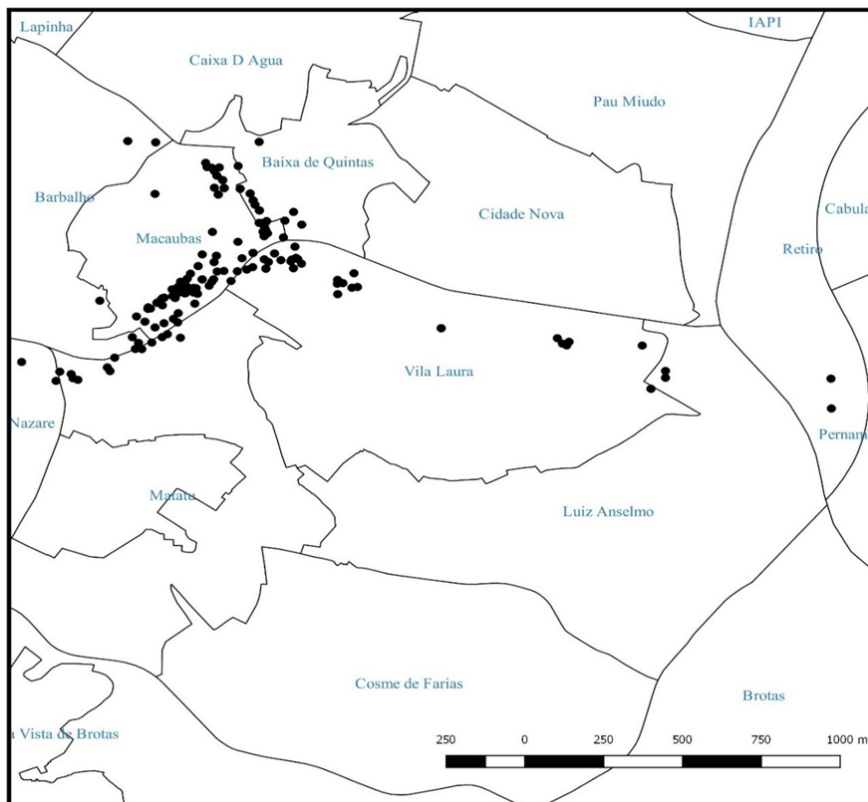 Lapinha
IAPI
Caixa D Agua
Pau Miudo
Baixa de Quintas
Barbalho
Cabula
Cidade Nova
Macaubas
Retiro
Vila Laura
Nazare
Pernam
Matatu
Luiz Anselmo
Cosme de Farias
Brotas
a Vista de Brotas
250 0 250 500 750 1000 m